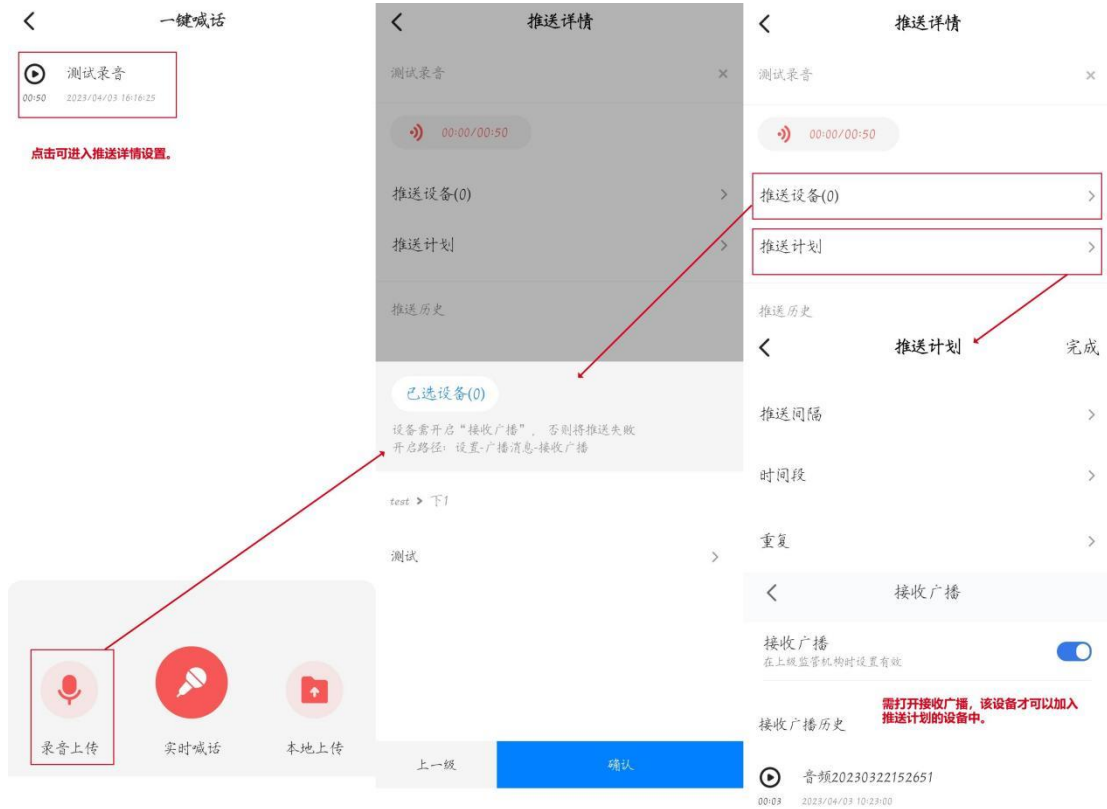 一键喊话
测试录音
00:50 2023/04/03 16:16:25
点击可进入推送详情设置。
录音上传
实时喊话
本地上传
推送详情
测试录音
00:00/00:50
推送设备(0)
推送计划
推送历史
已选设备(0)
设备需开启“接收广播”，否则将推送失败
开启路径：设置-广播消息-接收广播
test > 下1
测试
上一级
确认
推送详情
测试录音
00:00/00:50
推送设备(0)
推送计划
推送历史
推送计划
完成
推送间隔
时间段
重复
接收广播
接收广播
在上级监管机构时设置有效
需打开接收广播，该设备才可以加入
推送计划的设备中。
接收广播历史
音频20230322152651
00:03 2023/04/03 10:23:00